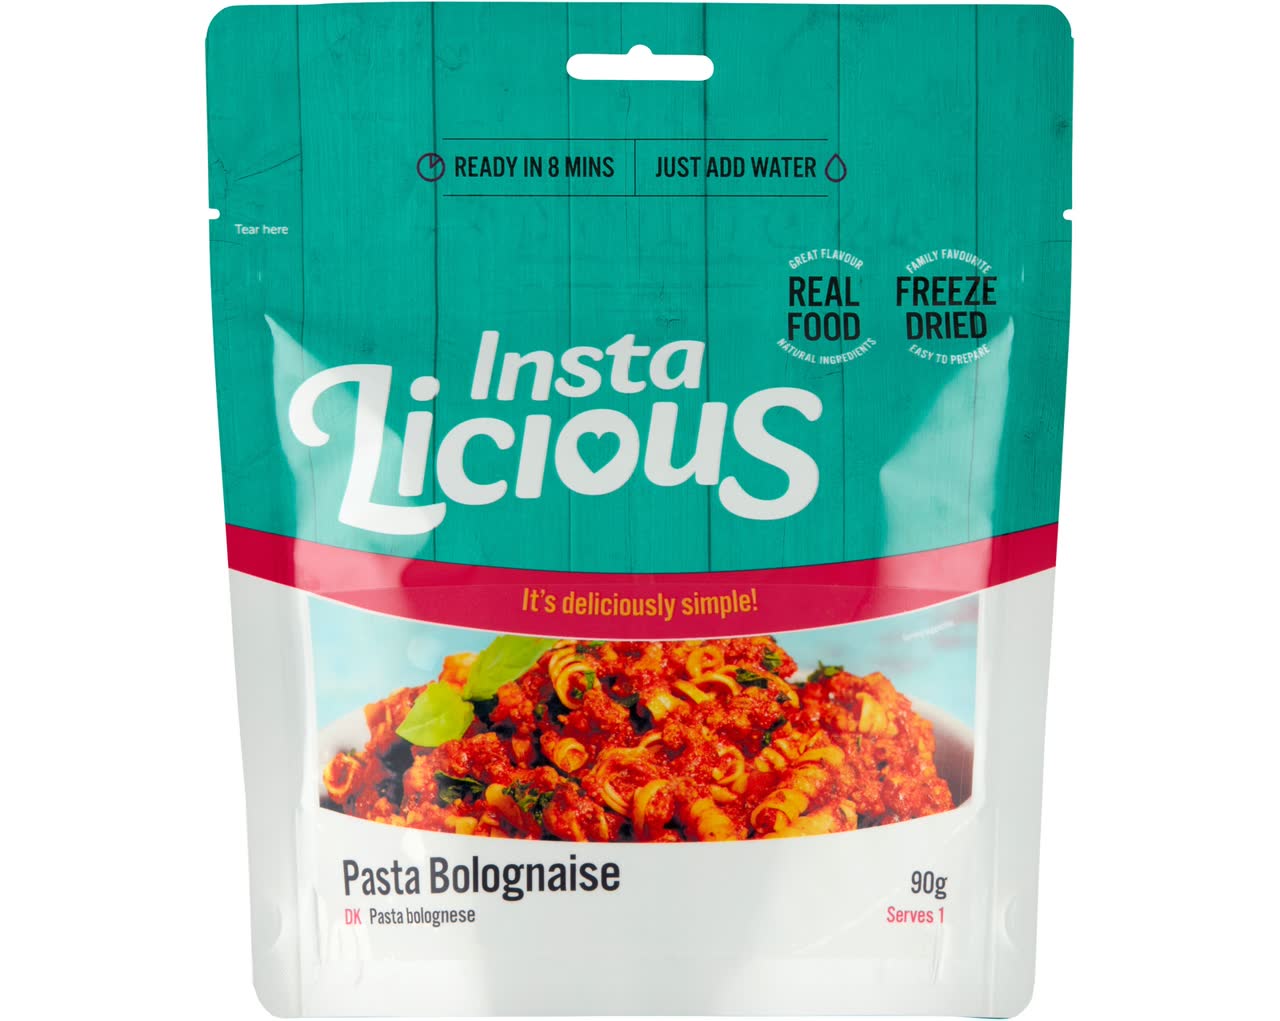 READY IN 8 MINS JUST ADD WATER
Tear here
GREAT FLAVOUR
REAL
FOOD
NATURAL INGREDIENTS
FAMILY FAVOURITE
FREEZE
DRIED
EASY TO PREPARE
Insta
Licious
It's deliciously simple!
Pasta Bolognaise
DK Pasta bolognese
90g
Serves 1